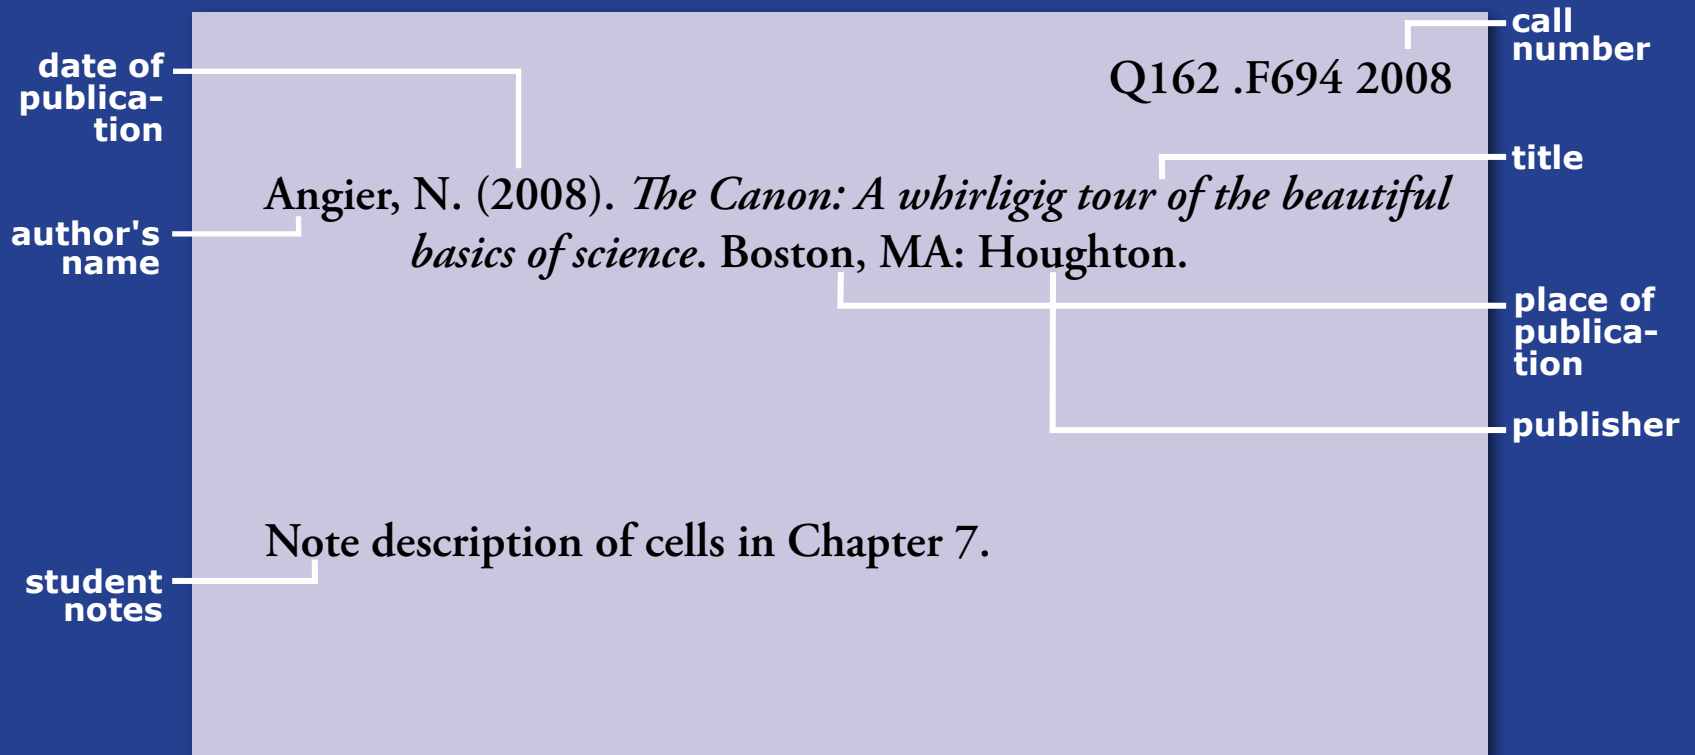 call
number
date of
publica-
tion
Q162 .F694 2008
title
Angier, N. (2008). The Canon: A whirligig tour of the beautiful
author's
name
basics of science. Boston, MA: Houghton.
place of
publica-
tion
publisher
Note description of cells in Chapter 7.
student
notes